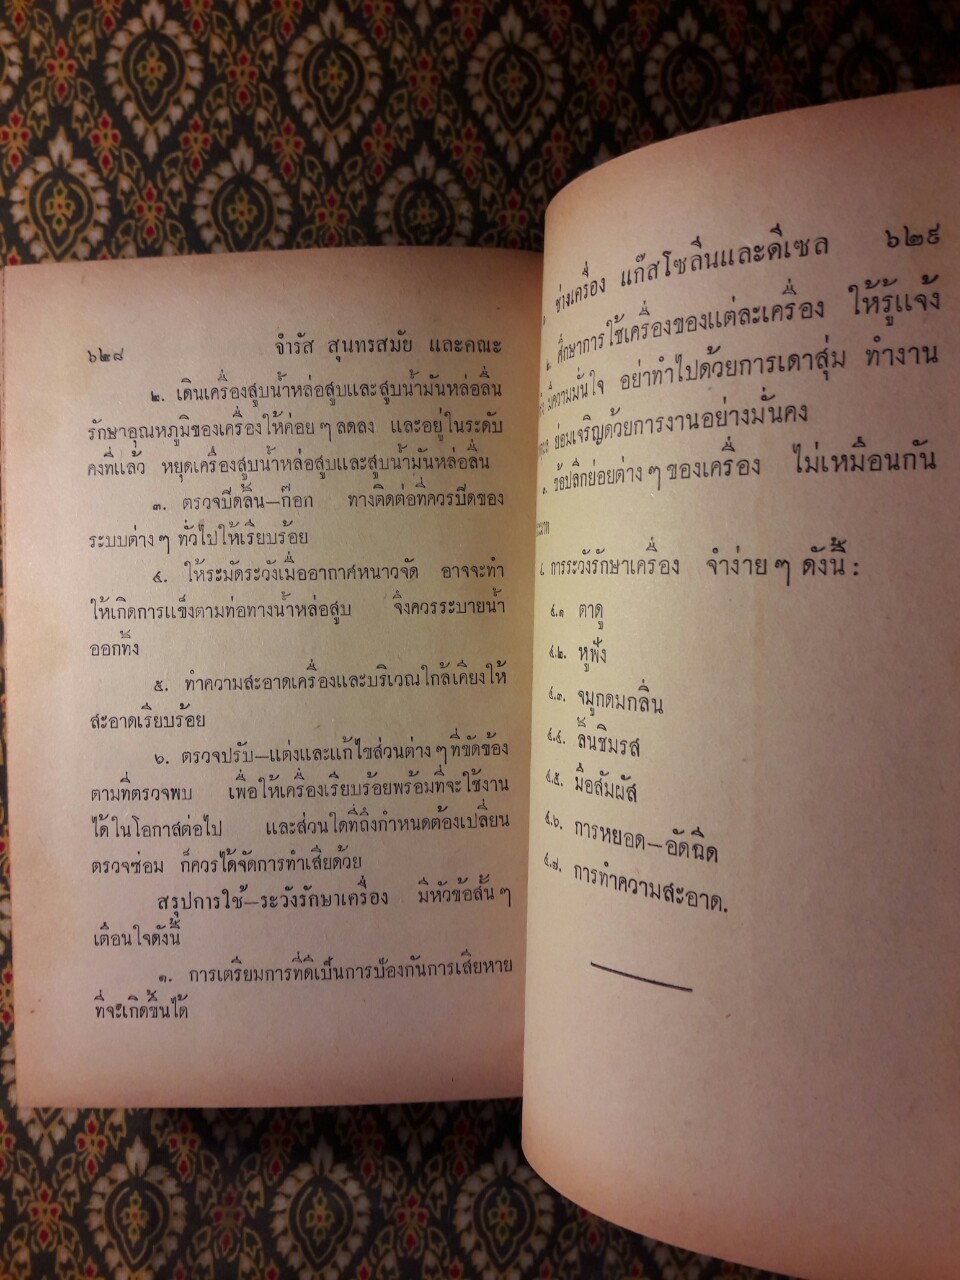 ๖๒๘ จำรัส สุนทรสมัย และคณะ
๒. เดินเครื่องสูบน้ำหล่อสูบและสูบน้ำมันหล่อลื่น
รักษาอุณหภูมิของเครื่องให้ค่อย ๆ ลดลง และอยู่ในระดับ
คงที่แล้ว หยุดเครื่องสูบน้ำหล่อสูบและสูบน้ำมันหล่อลื่น
๓. ตรวจปิดลิ้น—ก๊อก ทางติดต่อที่ควรปิดของ
ระบบต่าง ๆ ทั่วไปให้เรียบร้อย
๔. ให้ระมัดระวังเมื่ออากาศหนาวจัด อาจจะทำ
ให้เกิดการแข็งตามท่อทางน้ำหล่อสูบ จึงควรระบายน้ำ
ออกทิ้ง
๕. ทำความสะอาดเครื่องและบริเวณใกล้เคียงให้
สะอาดเรียบร้อย
๖. ตรวจปรับ—แต่งและแก้ไขส่วนต่าง ๆ ที่ขัดข้อง
ตามที่ตรวจพบ เพื่อให้เครื่องเรียบร้อยพร้อมที่จะใช้งาน
ได้ในโอกาสต่อไป และส่วนใดที่ถึงกำหนดต้องเปลี่ยน
ตรวจซ่อม ก็ควรได้จัดการทำเสียด้วย
สรุปการใช้—ระวังรักษาเครื่อง มีหัวข้อสั้น ๆ
เตือนใจดังนี้
๑. การเตรียมการที่ดีเป็นการป้องกันการเสียหาย
ที่จะเกิดขึ้นได้
ช่างเครื่อง แก๊สโซลีนและดีเซล ๖๒๙
ศึกษาการใช้เครื่องของแต่ละเครื่อง ให้รู้แจ้ง
มีความมั่นใจ อย่าทำไปด้วยการเดาสุ่ม ทำงาน
ย่อมเจริญด้วยการงานอย่างมั่นคง
ข้อปลีกย่อยต่าง ๆ ของเครื่อง ไม่เหมือนกัน
การระวังรักษาเครื่อง จำง่าย ๆ ดังนี้ :
๔.๑ ตาดู
๔.๒. หูฟัง
๔.๓. จมูกดมกลิ่น
๔.๔. ลิ้นชิมรส
๔.๕. มือสัมผัส
๔.๖. การหยอด—อัดฉีด
๔.๗. การทำความสะอาด.